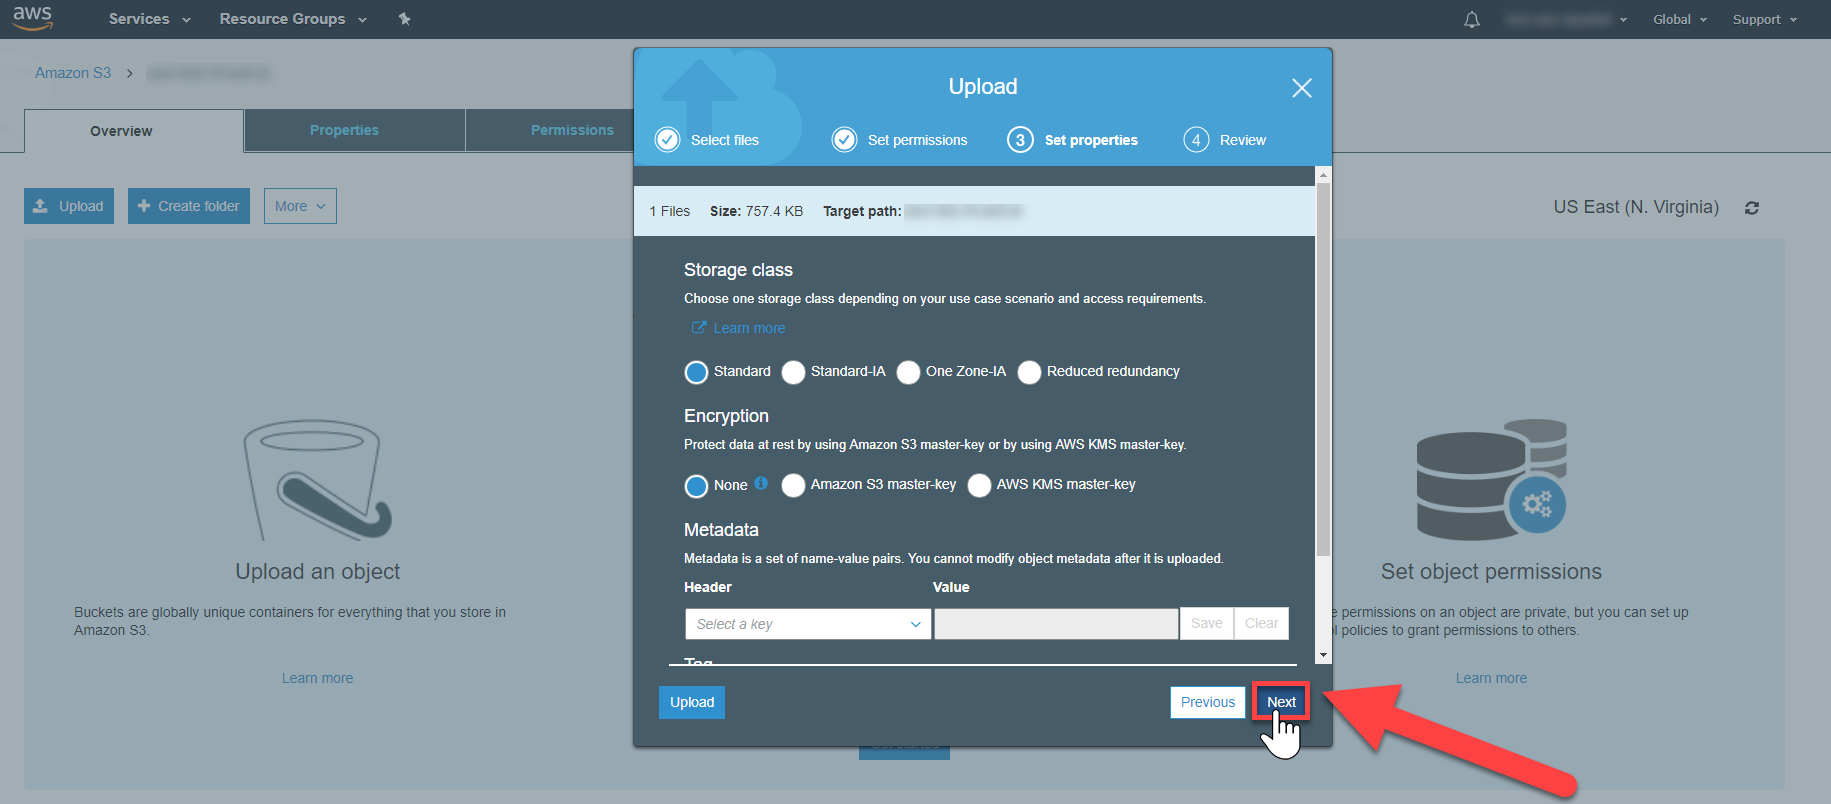 aws
Services
Resource Groups
Global
Support
Amazon S3
Overview
Properties
Permissions
Upload
Create folder
More
US East (N. Virginia)
Upload an object
Buckets are globally unique containers for everything that you store in
Amazon S3.
Learn more
Upload
Select files
Set permissions
3 Set properties
4 Review
1 Files Size: 757.4 KB Target path:
Storage class
Choose one storage class depending on your use case scenario and access requirements.
Learn more
Standard Standard-IA One Zone-IA Reduced redundancy
Encryption
Protect data at rest by using Amazon S3 master-key or by using AWS KMS master-key.
None Amazon S3 master-key AWS KMS master-key
Metadata
Metadata is a set of name-value pairs. You cannot modify object metadata after it is uploaded.
Header Value
Select a key Save Clear
Tag
Upload Previous Next
Set object permissions
permissions on an object are private, but you can set up
policies to grant permissions to others.
Learn more